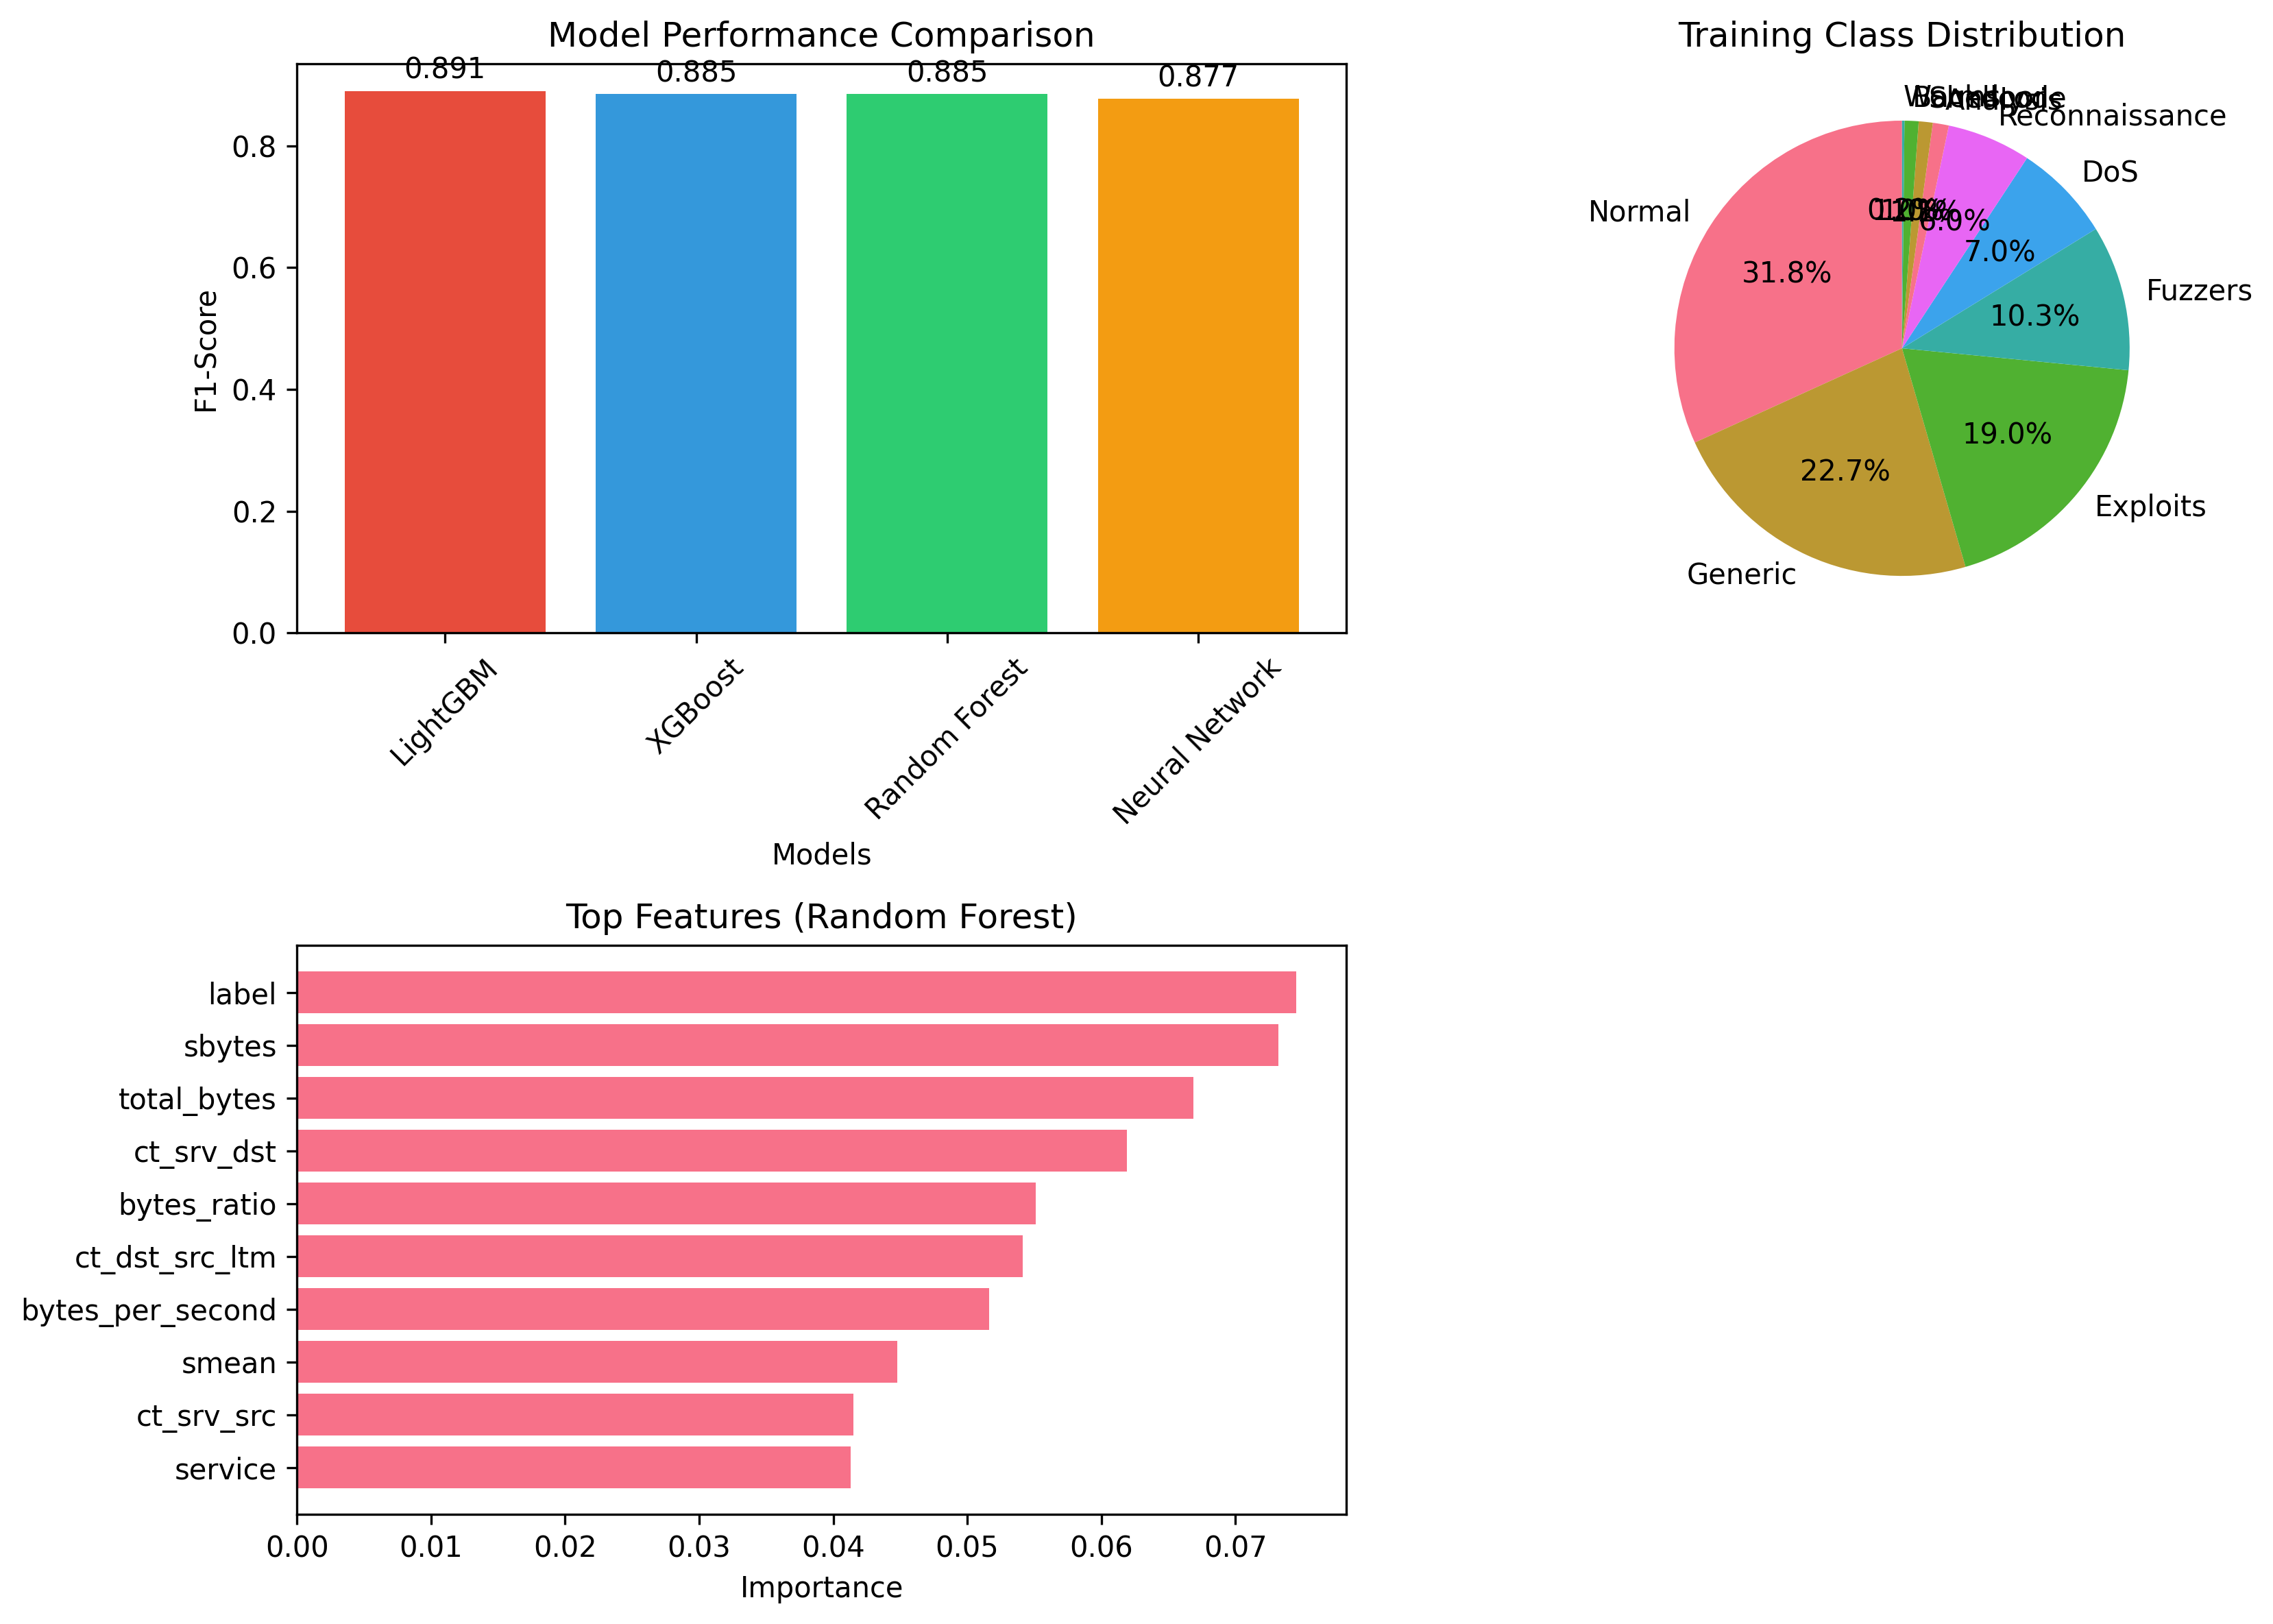 Model Performance Comparison
0.891
0.885
0.885
0.877
0.8
0.6
0.4
0.2
0.0
F1-Score
LightGBM
XGBoost
Random Forest
Neural Network
Models
Training Class Distribution
Reconnaissance
DoS
Normal
Fuzzers
Exploits
Generic
6.0%
7.0%
31.8%
10.3%
19.0%
22.7%
Top Features (Random Forest)
label
sbytes
total_bytes
ct_srv_dst
bytes_ratio
ct_dst_src_ltm
bytes_per_second
smean
ct_srv_src
service
0.00
0.01
0.02
0.03
0.04
0.05
0.06
0.07
Importance